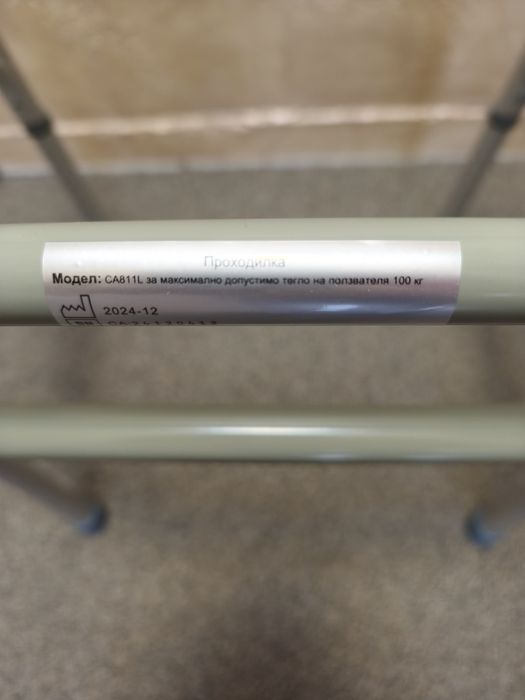 Проходилка
Модел: CA811L за максимално допустимо тегло на ползвателя 100 кг
2024-12